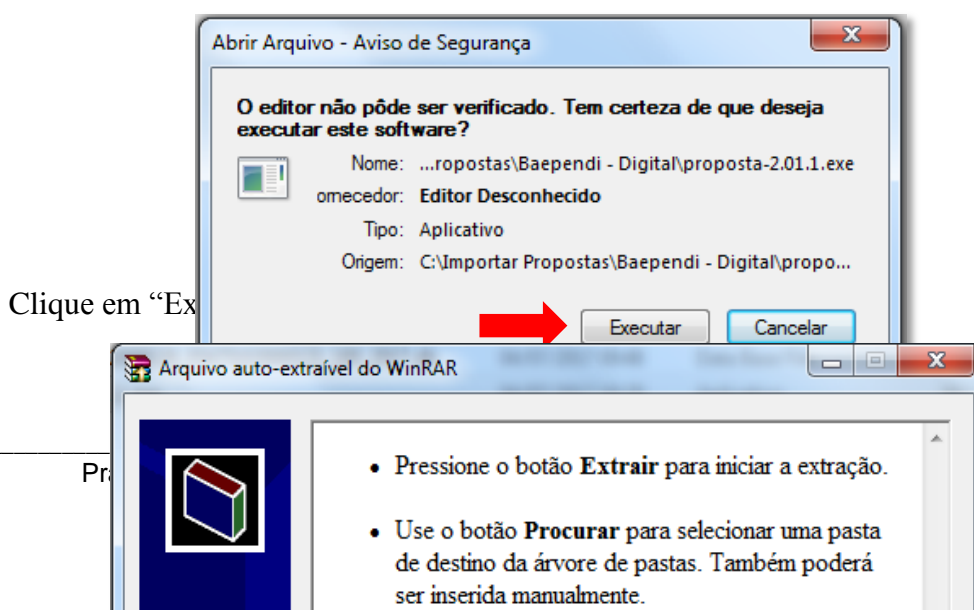 Abrir Arquivo - Aviso de Segurança
O editor não pôde ser verificado. Tem certeza de que deseja
executar este software?
Nome: ...ropostas\Baependi - Digital\proposta-2.01.1.exe
ornecedor: Editor Desconhecido
Tipo: Aplicativo
Origem: C:\Importar Propostas\Baependi - Digital\propo...
Clique em “Ex
Executar Cancelar
Arquivo auto-extraível do WinRAR
• Pressione o botão Extrair para iniciar a extração.
Pra
• Use o botão Procurar para selecionar uma pasta
de destino da árvore de pastas. Também poderá
ser inserida manualmente.